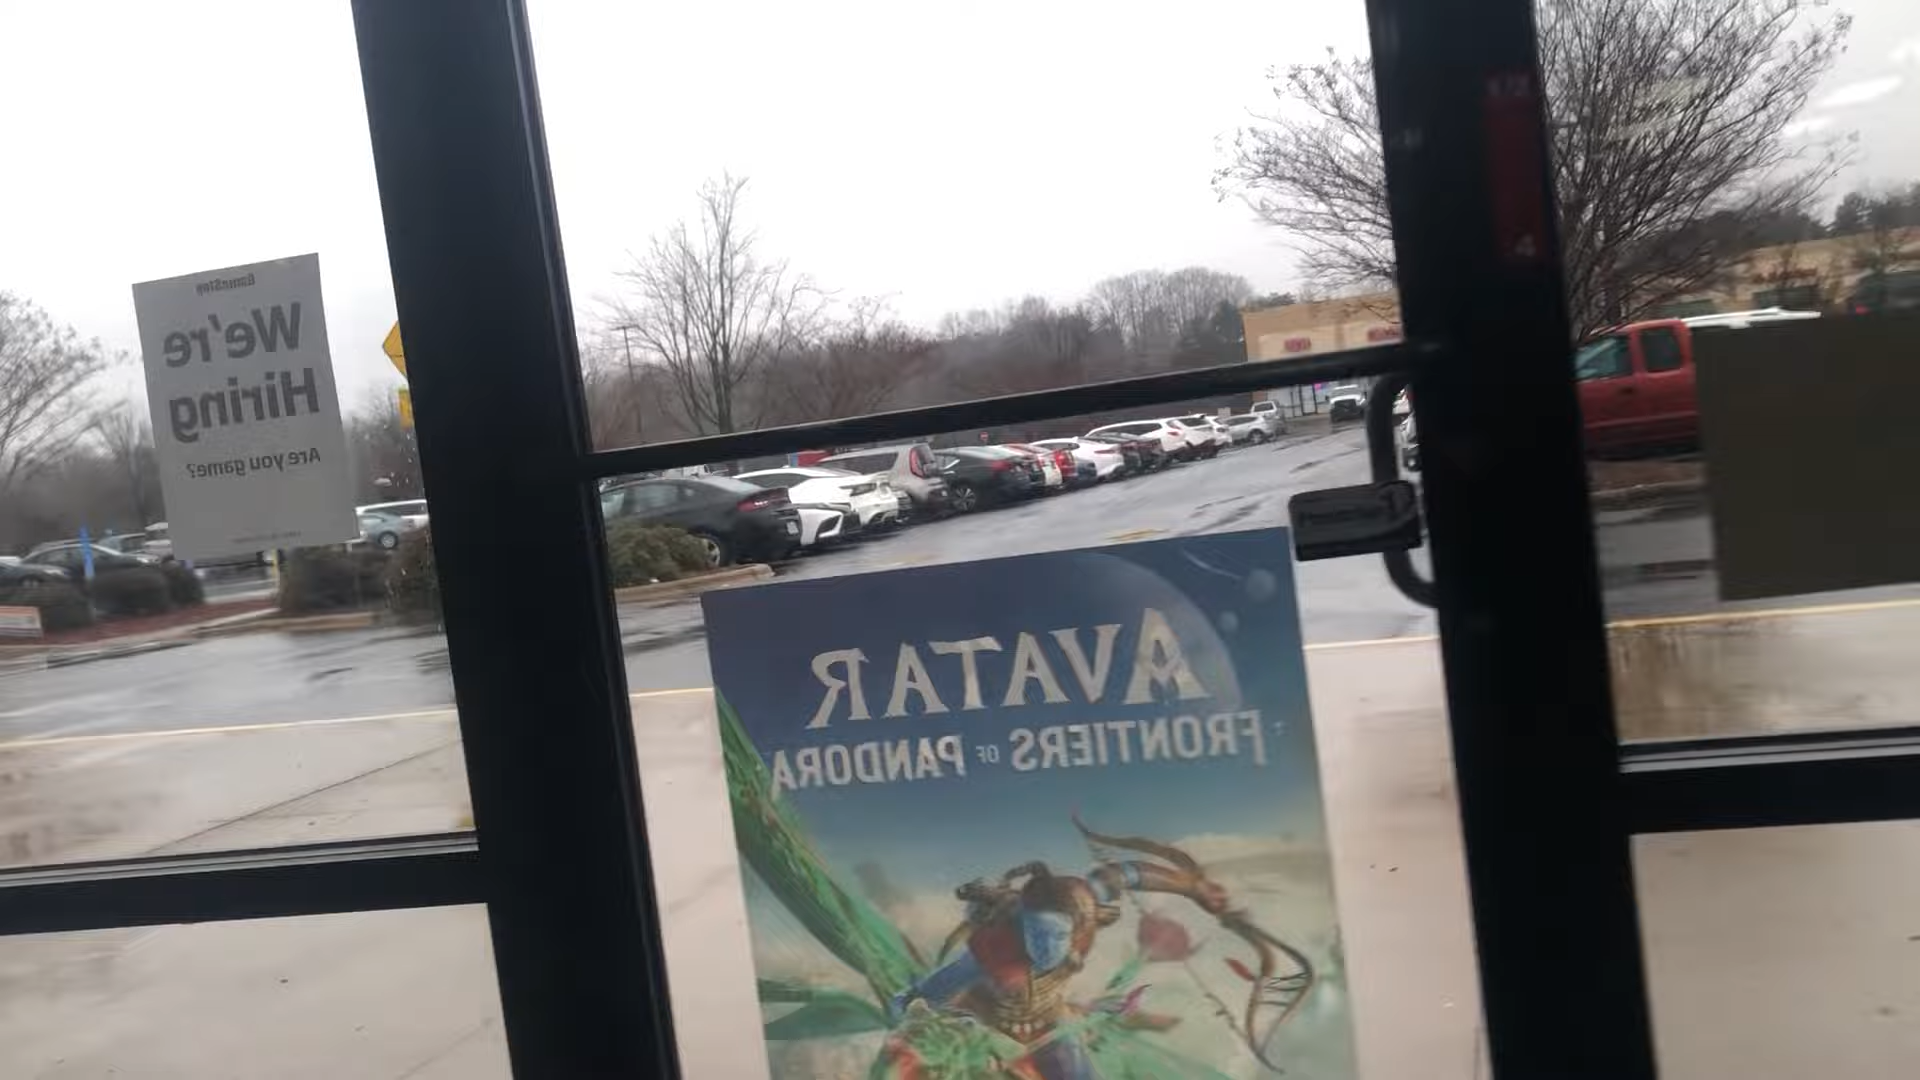 GameStop
We're
Hiring
Are you game?
AVATAR
FRONTIERS OF PANDORA